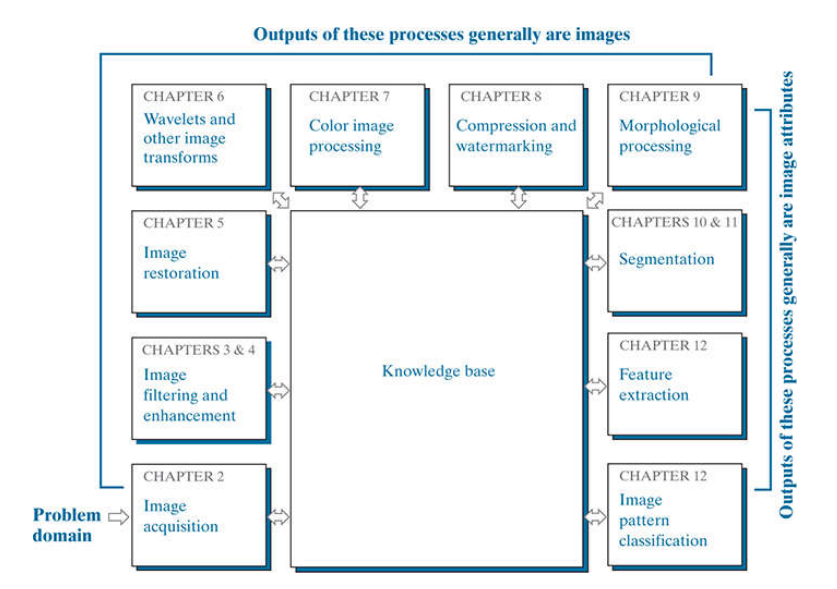 Outputs of these processes generally are images
CHAPTER 6
Wavelets and
other image
transforms
CHAPTER 7
Color image
processing
CHAPTER 8
Compression and
watermarking
CHAPTER 9
Morphological
processing
CHAPTER 5
Image
restoration
CHAPTERS 10 & 11
Segmentation
CHAPTERS 3 & 4
Image
filtering and
enhancement
Knowledge base
CHAPTER 12
Feature
extraction
Problem
domain
CHAPTER 2
Image
acquisition
CHAPTER 12
Image
pattern
classification
Outputs of these processes generally are image attributes